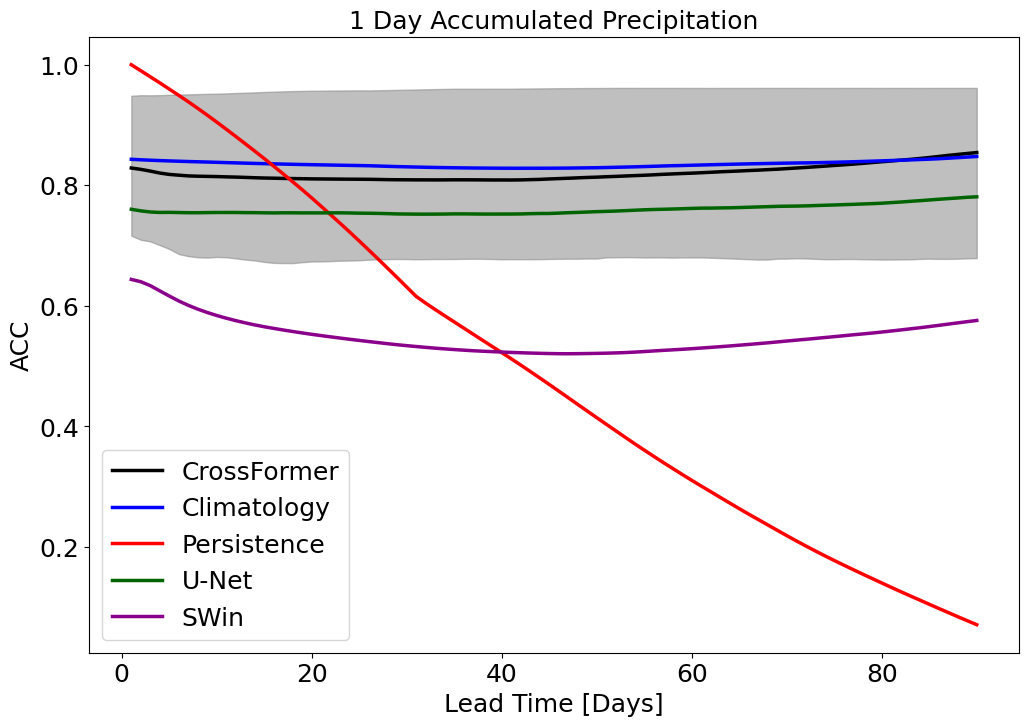 1 Day Accumulated Precipitation
ACC
1.0
0.8
0.6
0.4
0.2
CrossFormer
Climatology
Persistence
U-Net
SWin
0 20 40 60 80
Lead Time [Days]